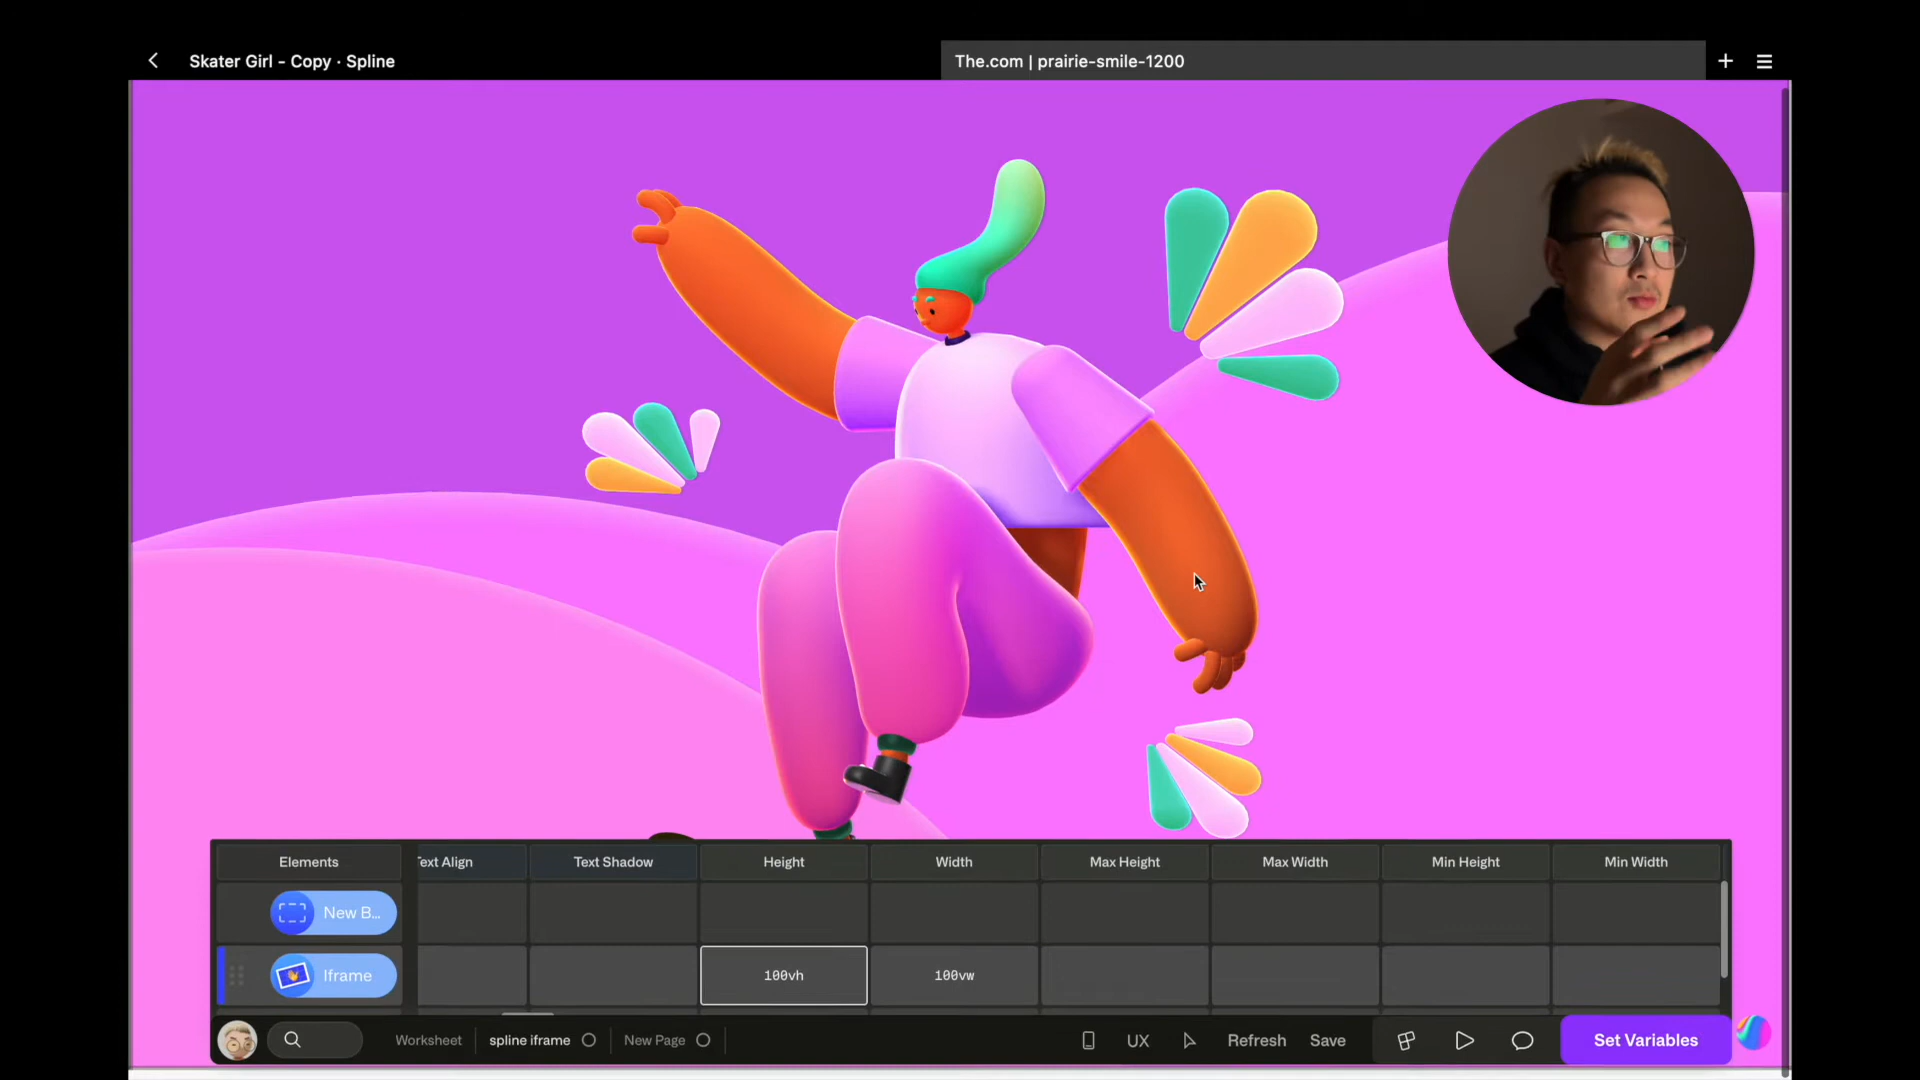 Skater Girl - Copy · Spline
The.com | prairie-smile-1200
Elements
Text Align
Text Shadow
Height
Width
Max Height
Max Width
Min Height
Min Width
New B...
Iframe
100vh
100vw
Worksheet
spline iframe
New Page
UX
Refresh
Save
Set Variables